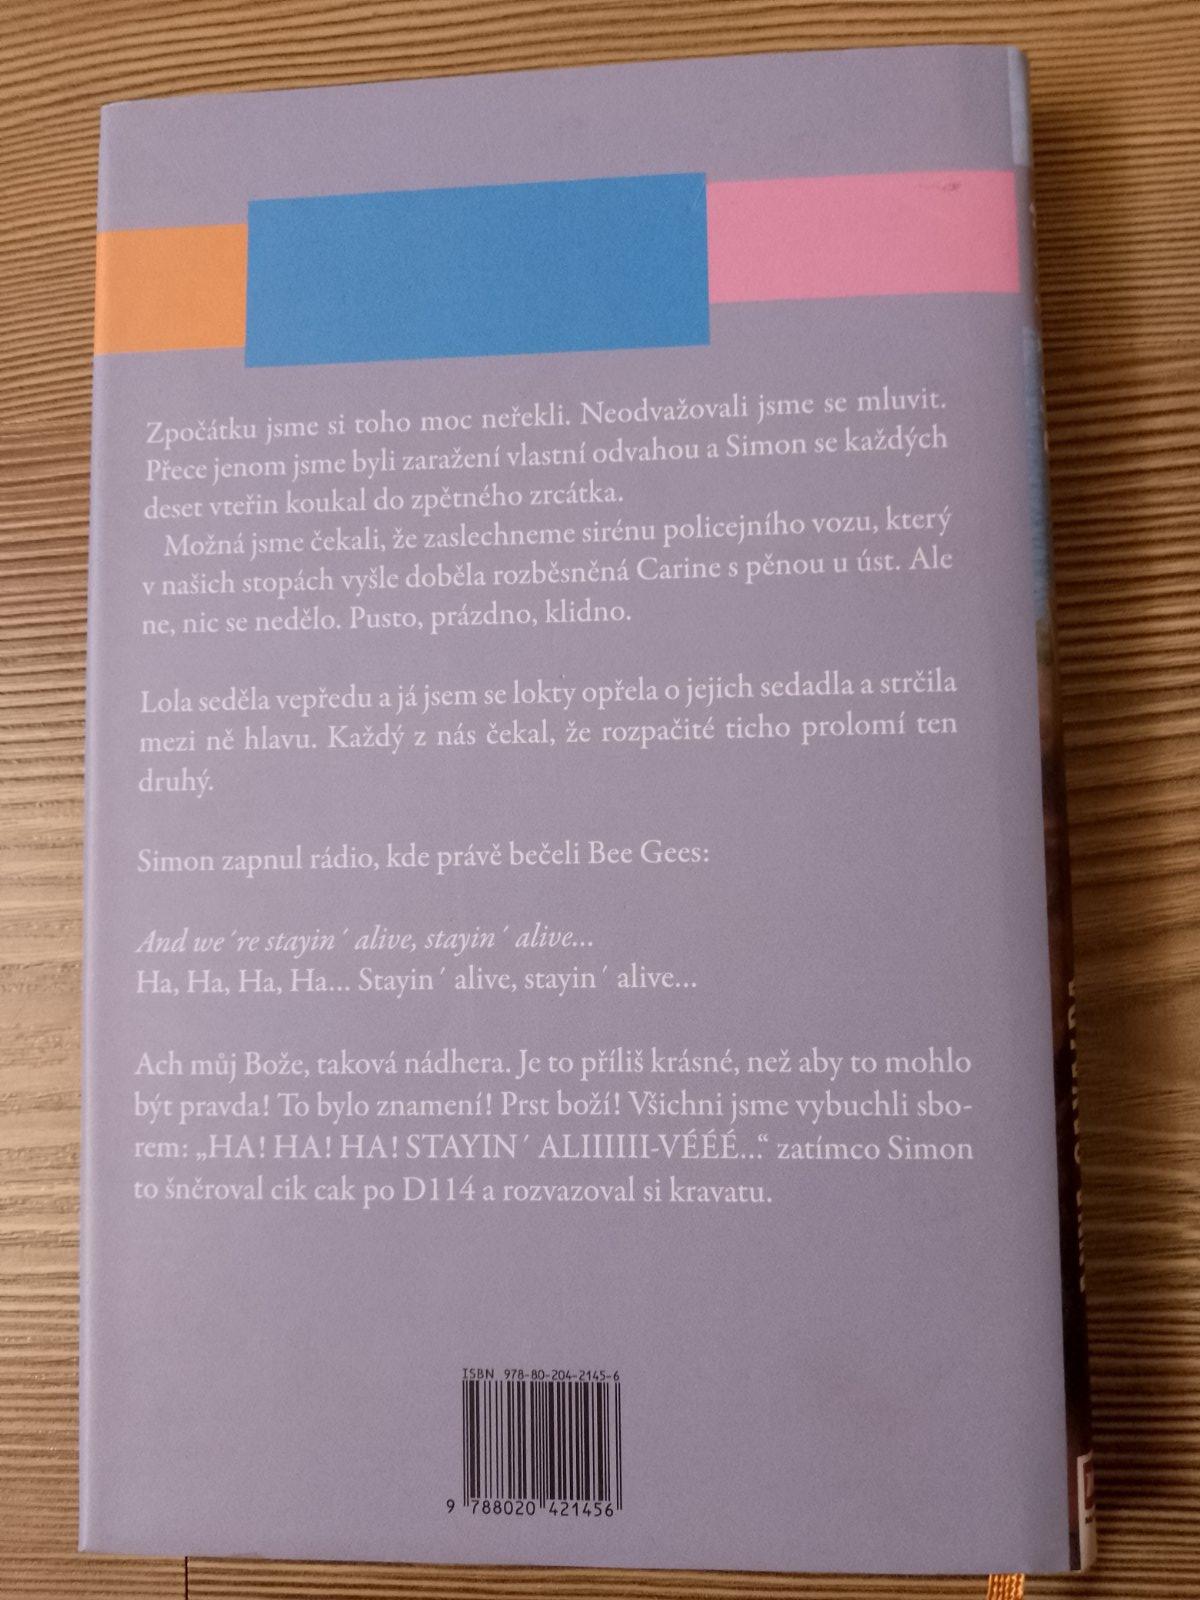 Zpočátku jsme si toho moc neřekli. Neodvažovali jsme se mluvit.
Přece jenom jsme byli zaražení vlastní odvahou a Simon se každých
deset vteřin koukal do zpětného zrcátka.
Možná jsme čekali, že zaslechneme sirénu policejního vozu, který
v našich stopách vyšle doběla rozběsněná Carine s pěnou u úst. Ale
ne, nic se nedělo. Pusto, prázdno, klidno.
Lola seděla vepředu a já jsem se lokty opřela o jejich sedadla a strčila
mezi ně hlavu. Každý z nás čekal, že rozpačité ticho prolomí ten
druhý.
Simon zapnul rádio, kde právě bečeli Bee Gees:
And we´re stayin´ alive, stayin´ alive...
Ha, Ha, Ha, Ha... Stayin´ alive, stayin´ alive...
Ach můj Bože, taková nádhera. Je to příliš krásné, než aby to mohlo
být pravda! To bylo znamení! Prst boží! Všichni jsme vybuchli sbo-
rem: „HA! HA! HA! STAYIN´ ALIIIIII-VÉÉÉ...“ zatímco Simon
to šněroval cik cak po D114 a rozvazoval si kravatu.
ISBN 978-80-204-2145-6
9 788020 421456